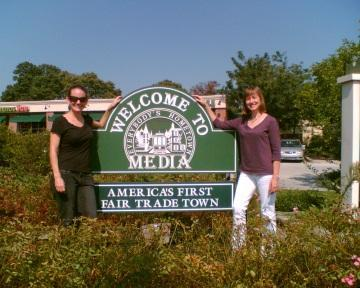 WELCOME TO
EVERYBODY'S HOMETOWN
MEDIA
AMERICA'S FIRST
FAIR TRADE TOWN